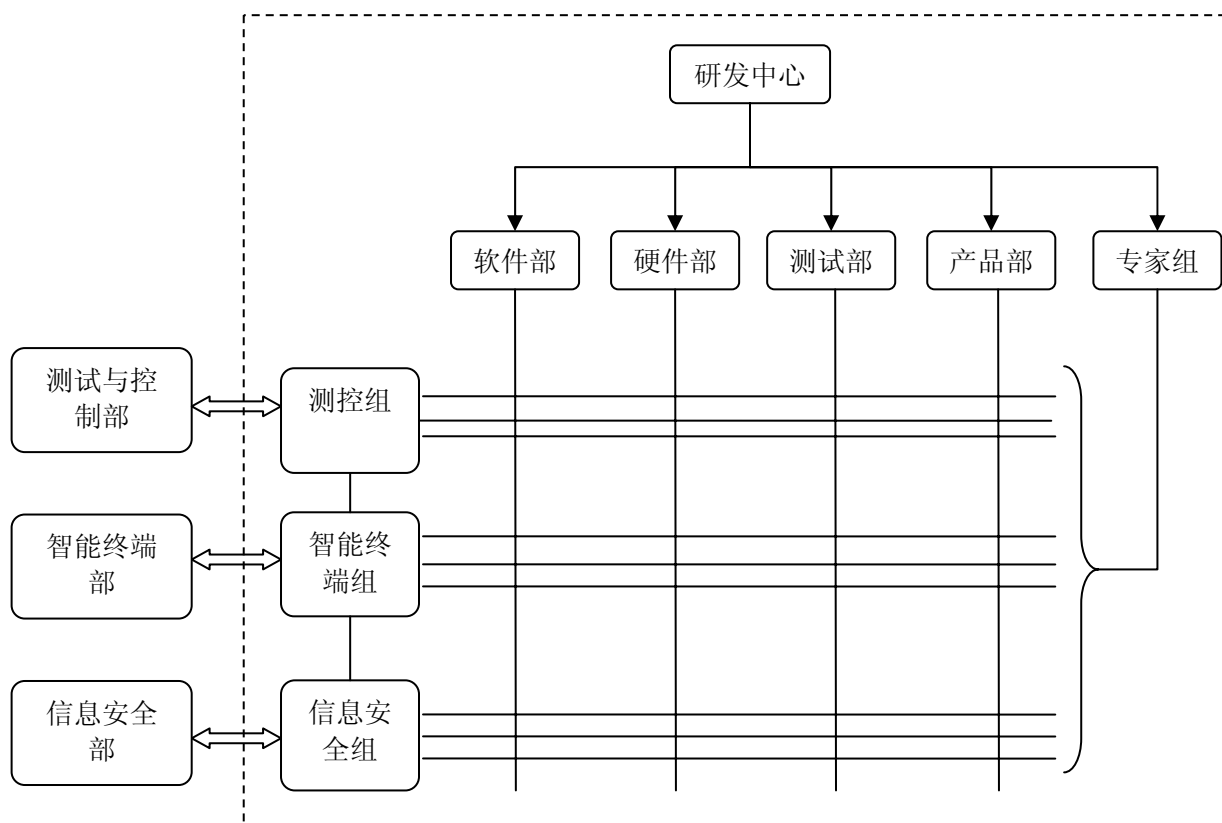 研发中心
软件部
硬件部
测试部
产品部
专家组
测试与控
制部
测控组
智能终端
部
智能终
端组
信息安全
部
信息安
全组